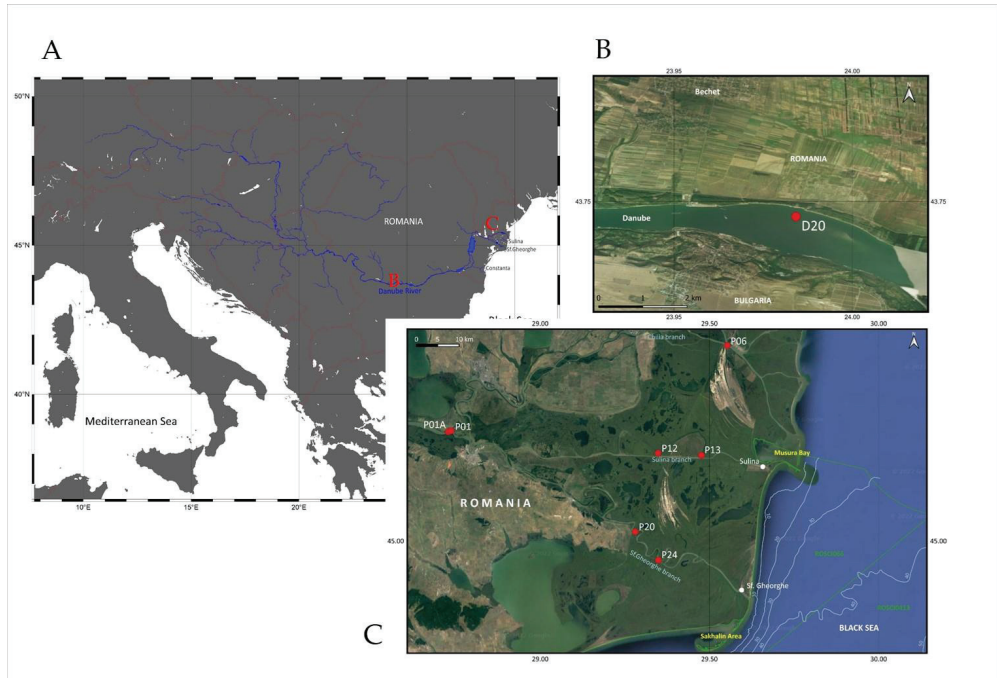 A
50°N
45°N
40°N
10°E
15°E
20°E
ROMANIA
C
Sulina
Sf.Gheorghe
Constanta
B
Danube River
Mediterranean Sea
B
23.95
24.00
Bechet
ROMANIA
43.75
43.75
Danube
D20
BULGARIA
0 1 2 km
23.95
24.00
C
29.00
29.50
30.00
0 5 10 km
Chilia branch
P06
P01A
P01
P12
P13
Sulina branch
Sulina
Musura Bay
ROMANIA
P20
P24
Sf.Gheorghe branch
Sf. Gheorghe
45.00
45.00
Sakhalin Area
BLACK SEA
29.00
29.50
30.00